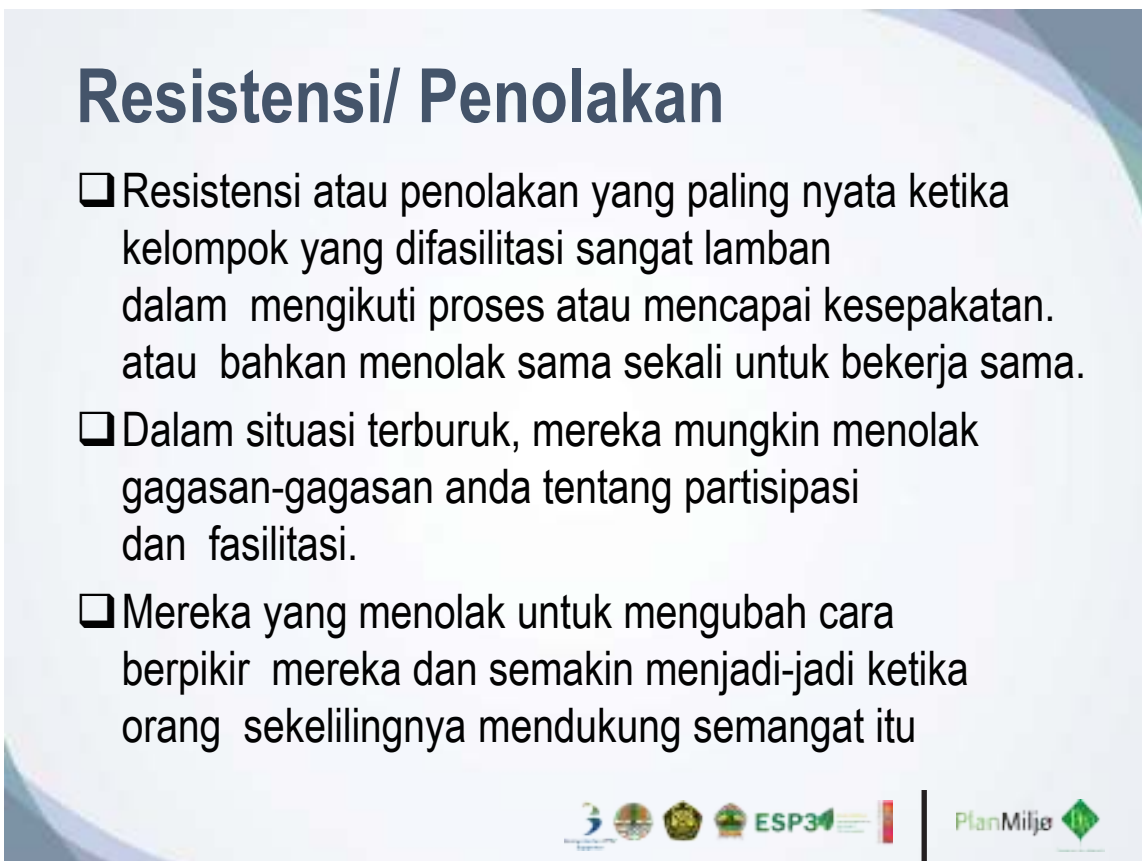 Resistensi/ Penolakan
Resistensi atau penolakan yang paling nyata ketika
kelompok yang difasilitasi sangat lamban
dalam mengikuti proses atau mencapai kesepakatan.
atau bahkan menolak sama sekali untuk bekerja sama.
Dalam situasi terburuk, mereka mungkin menolak
gagasan-gagasan anda tentang partisipasi
dan fasilitasi.
Mereka yang menolak untuk mengubah cara
berpikir mereka dan semakin menjadi-jadi ketika
orang sekelilingnya mendukung semangat itu
ESP3
PlanMiljø